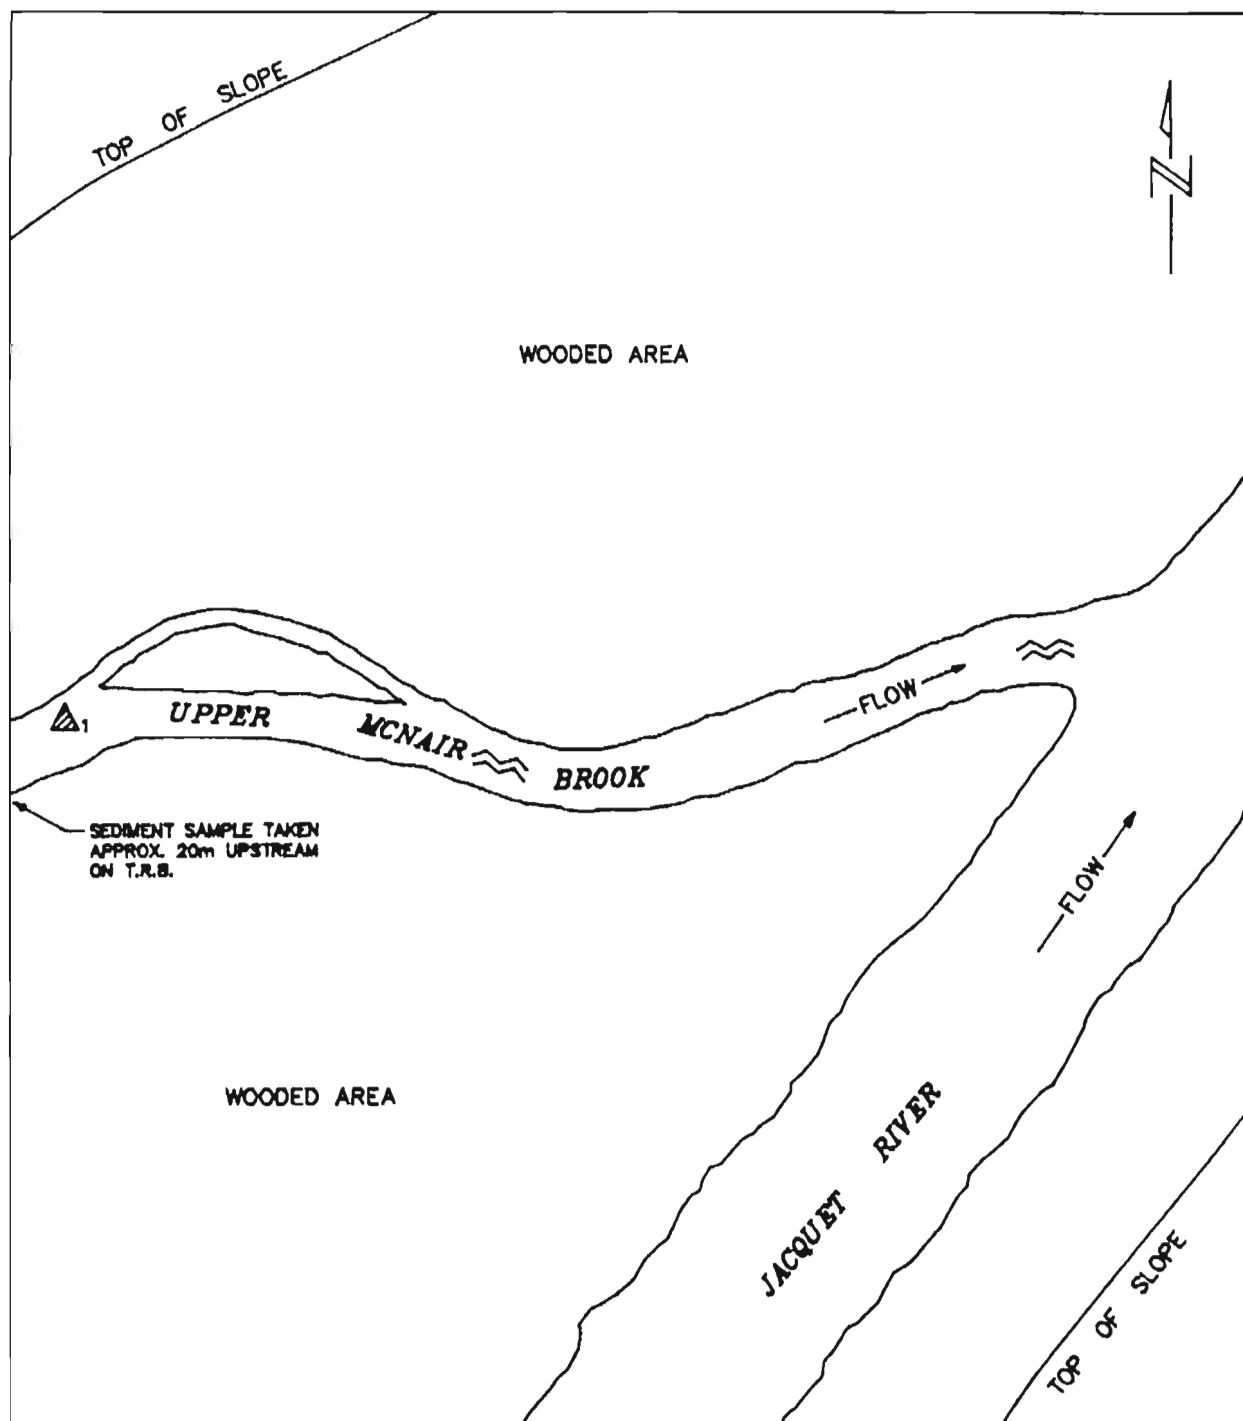 TOP OF SLOPE
N
WOODED AREA
1
UPPER MCNAIR BROOK
FLOW
SEDIMENT SAMPLE TAKEN
APPROX. 20m UPSTREAM
ON T.R.B.
FLOW
WOODED AREA
JACQUET RIVER
TOP OF SLOPE